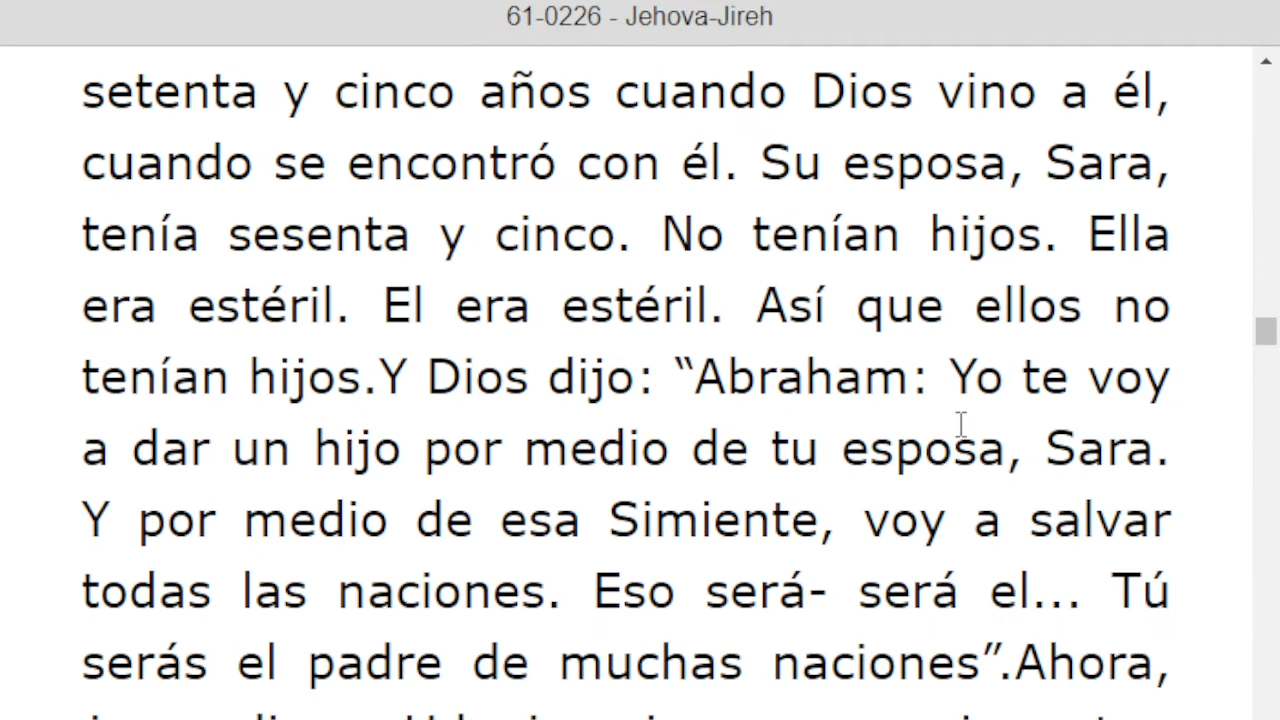 61-0226 - Jehova-Jireh
setenta y cinco años cuando Dios vino a él,
cuando se encontró con él. Su esposa, Sara,
tenía sesenta y cinco. No tenían hijos. Ella
era estéril. El era estéril. Así que ellos no
tenían hijos.Y Dios dijo: “Abraham: Yo te voy
a dar un hijo por medio de tu esposa, Sara.
Y por medio de esa Simiente, voy a salvar
todas las naciones. Eso será- será el... Tú
serás el padre de muchas naciones”.Ahora,